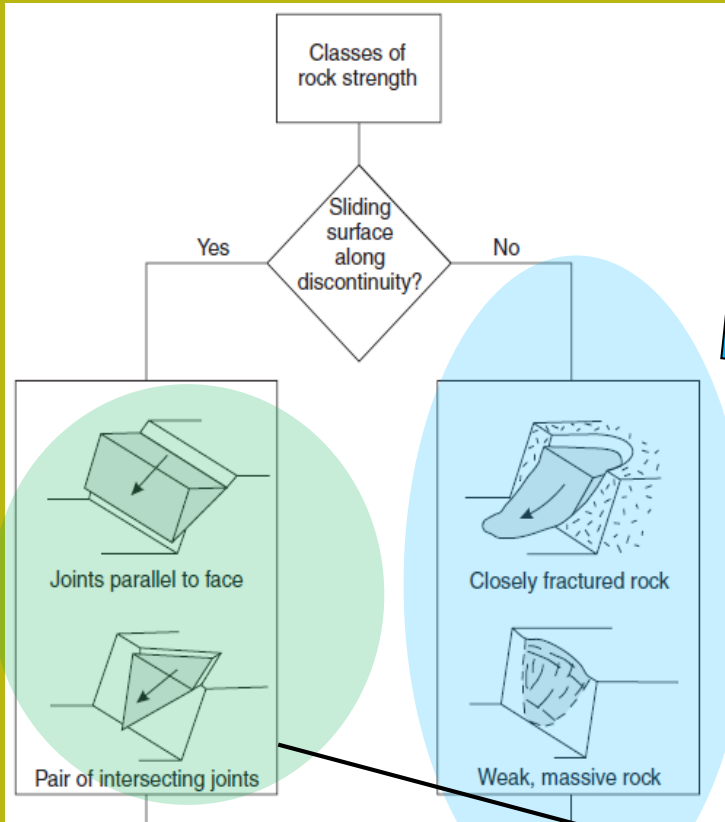 Classes of
rock strength
Sliding
surface
along
discontinuity?
Yes
No
Joints parallel to face
Closely fractured rock
Pair of intersecting joints
Weak, massive rock